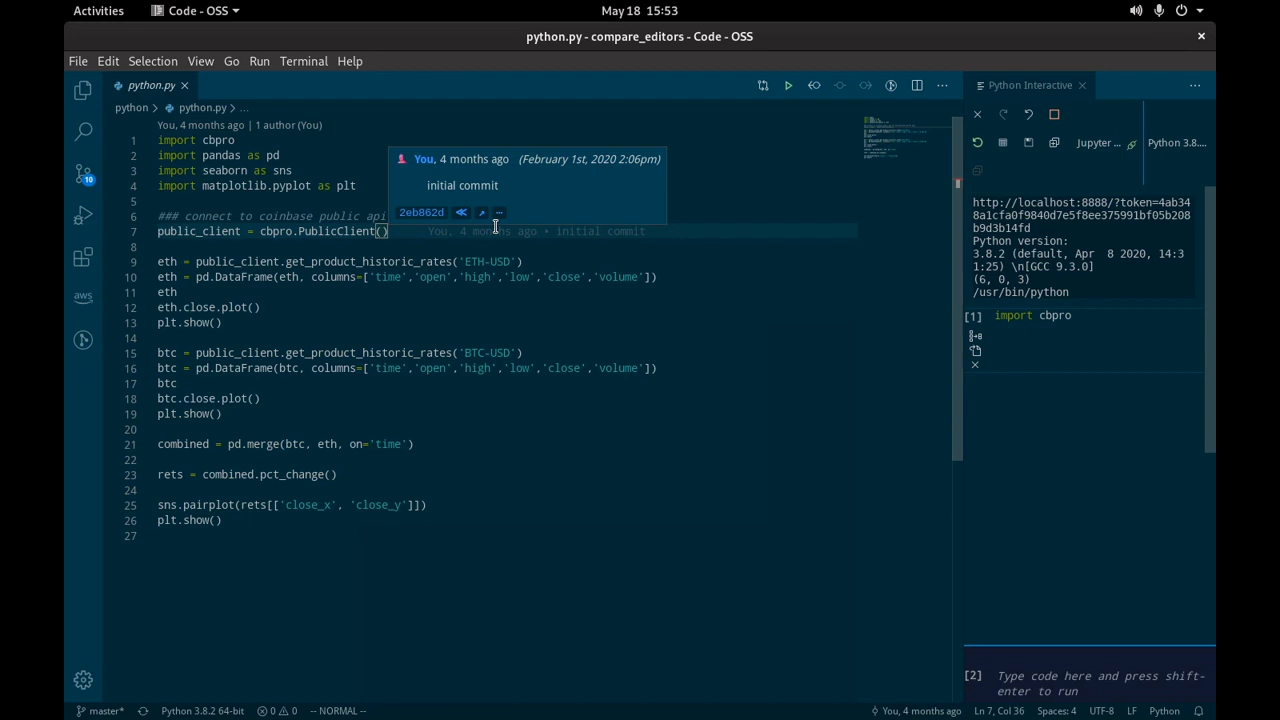 Activities
Code - OSS
May 18 15:53
python.py - compare_editors - Code - OSS
File Edit Selection View Go Run Terminal Help
python.py
Python Interactive
python > python.py > ...
You, 4 months ago | 1 author (You)
1 import cbpro
2 import pandas as pd
3 import seaborn as sns
4 import matplotlib.pyplot as plt
5
6 ### connect to coinbase public api
7 public_client = cbpro.PublicClient() You, 4 months ago • initial commit
8
9 eth = public_client.get_product_historic_rates('ETH-USD')
10 eth = pd.DataFrame(eth, columns=['time','open','high','low','close','volume'])
11 eth
12 eth.close.plot()
13 plt.show()
14
15 btc = public_client.get_product_historic_rates('BTC-USD')
16 btc = pd.DataFrame(btc, columns=['time','open','high','low','close','volume'])
17 btc
18 btc.close.plot()
19 plt.show()
20
21 combined = pd.merge(btc, eth, on='time')
22
23 rets = combined.pct_change()
24
25 sns.pairplot(rets[['close_x', 'close_y']])
26 plt.show()
27
You, 4 months ago (February 1st, 2020 2:06pm)
initial commit
2eb862d
10
aws
Jupyter ...
Python 3.8....
http://localhost:8888/?token=4ab34
8a1cfa0f9840d7e5f8ee375991bf05b208
b9d3b14fd
Python version:
3.8.2 (default, Apr 8 2020, 14:3
1:25) \n[GCC 9.3.0]
(6, 0, 3)
/usr/bin/python
[1] import cbpro
[2] Type code here and press shift-
enter to run
master*
Python 3.8.2 64-bit
0 0
-- NORMAL --
You, 4 months ago
Ln 7, Col 36
Spaces: 4
UTF-8
LF
Python